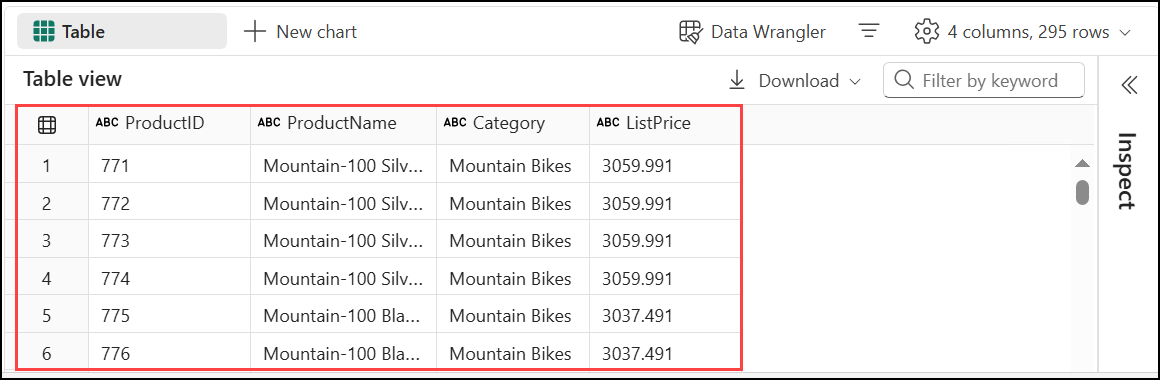 Table New chart Data Wrangler 4 columns, 295 rows
Table view Download Filter by keyword
ABC ProductID ABC ProductName ABC Category ABC ListPrice
1 771 Mountain-100 Silv... Mountain Bikes 3059.991
2 772 Mountain-100 Silv... Mountain Bikes 3059.991
3 773 Mountain-100 Silv... Mountain Bikes 3059.991
4 774 Mountain-100 Silv... Mountain Bikes 3059.991
5 775 Mountain-100 Bla... Mountain Bikes 3037.491
6 776 Mountain-100 Bla... Mountain Bikes 3037.491
Inspect